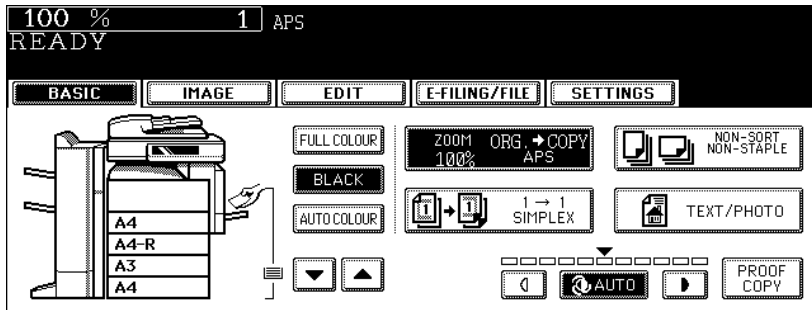 100 % 1 APS
READY
BASIC IMAGE EDIT E-FILING/FILE SETTINGS
FULL COLOUR
BLACK
AUTO COLOUR
ZOOM ORG.➔COPY
100% APS
NON-SORT
NON-STAPLE
1 → 1
SIMPLEX
TEXT/PHOTO
A4
A4-R
A3
A4
AUTO
PROOF
COPY